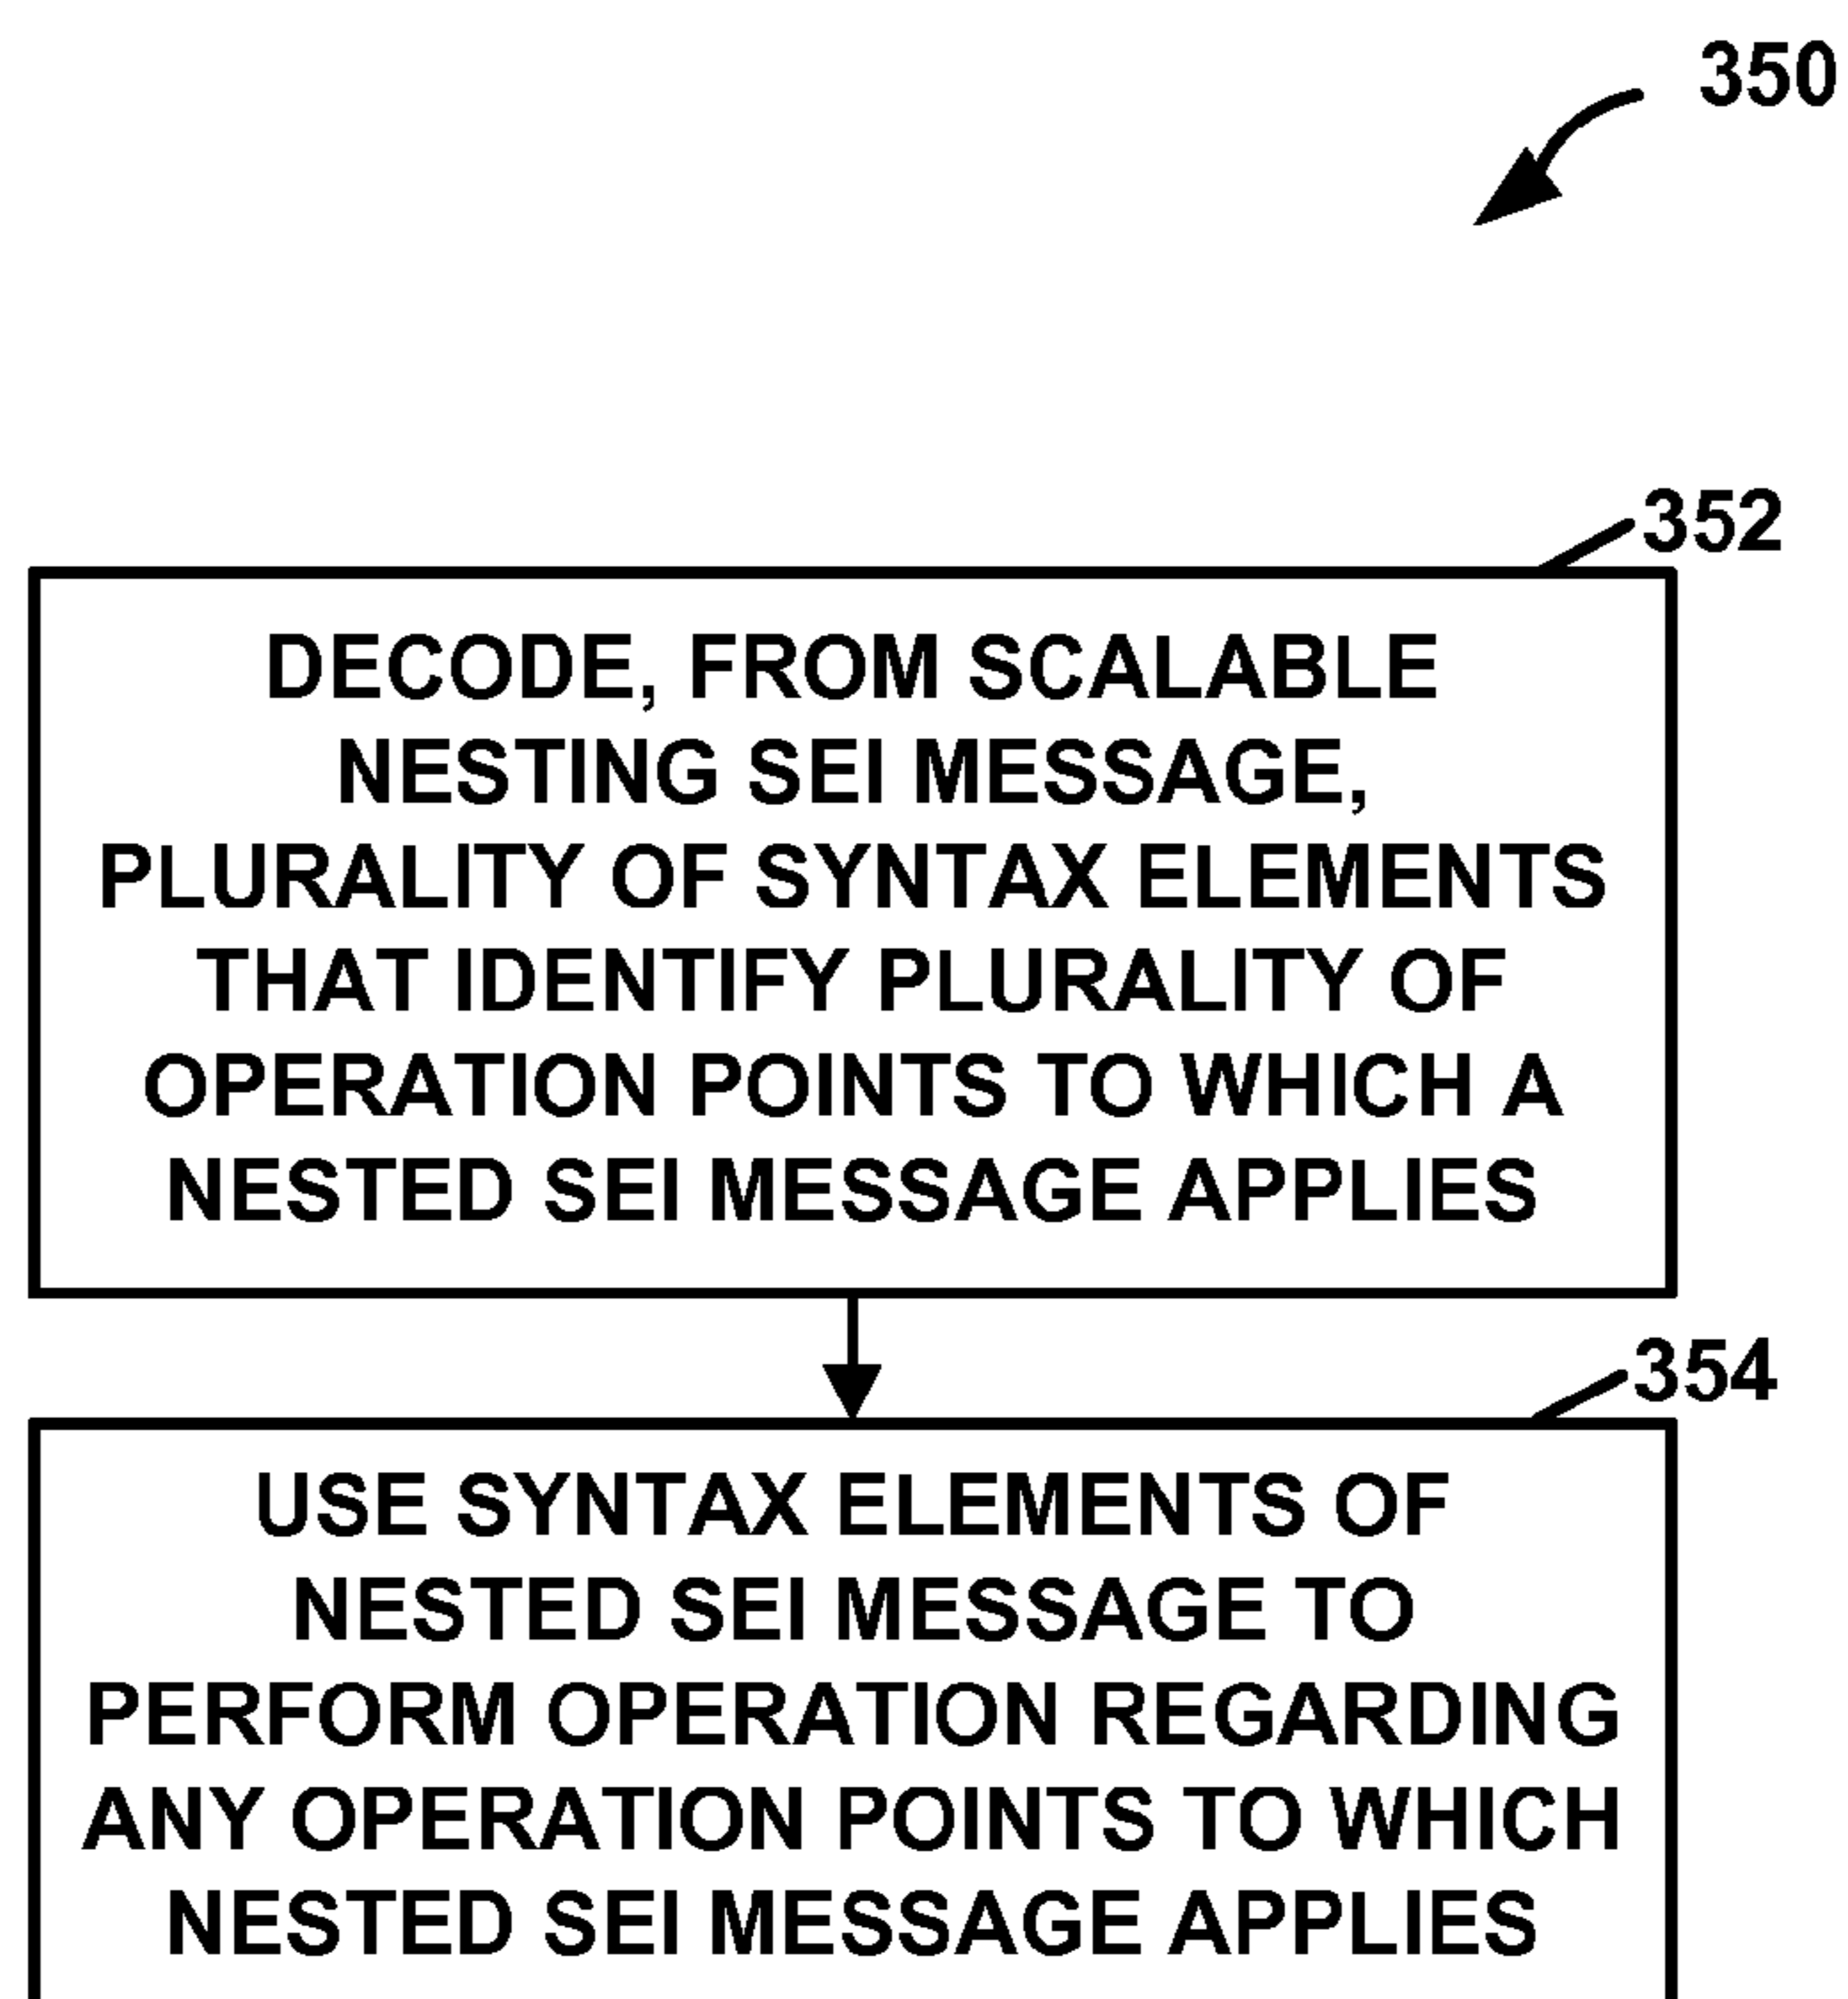 350
352
DECODE, FROM SCALABLE
NESTING SEI MESSAGE,
PLURALITY OF SYNTAX ELEMENTS
THAT IDENTIFY PLURALITY OF
OPERATION POINTS TO WHICH A
NESTED SEI MESSAGE APPLIES
354
USE SYNTAX ELEMENTS OF
NESTED SEI MESSAGE TO
PERFORM OPERATION REGARDING
ANY OPERATION POINTS TO WHICH
NESTED SEI MESSAGE APPLIES